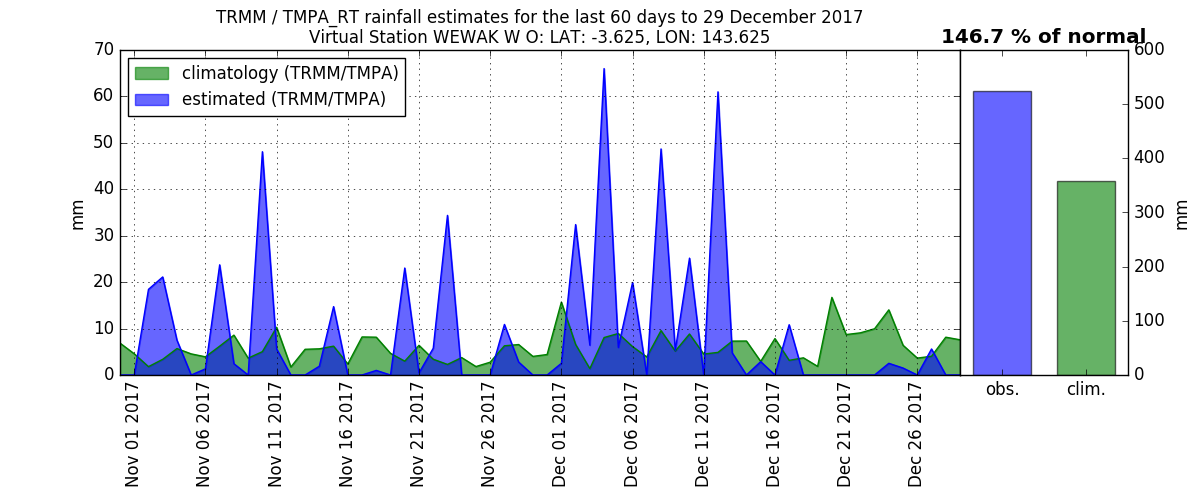 TRMM / TMPA_RT rainfall estimates for the last 60 days to 29 December 2017
Virtual Station WEWAK W O: LAT: -3.625, LON: 143.625
146.7 % of normal
climatology (TRMM/TMPA)
estimated (TRMM/TMPA)
70
60
50
40
30
20
10
0
mm
Nov 01 2017
Nov 06 2017
Nov 11 2017
Nov 16 2017
Nov 21 2017
Nov 26 2017
Dec 01 2017
Dec 06 2017
Dec 11 2017
Dec 16 2017
Dec 21 2017
Dec 26 2017
obs.
clim.
600
500
400
300
200
100
0
mm